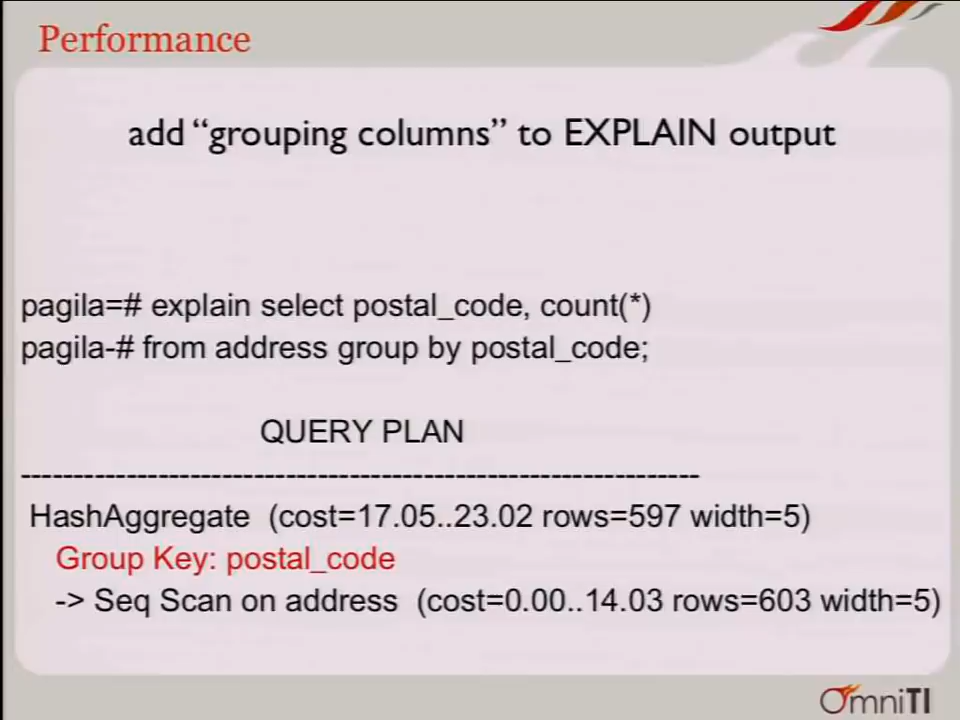 Performance
add “grouping columns” to EXPLAIN output
pagila=# explain select postal_code, count(*)
pagila-# from address group by postal_code;
QUERY PLAN
-----------------------------------------------------------------
HashAggregate (cost=17.05..23.02 rows=597 width=5)
Group Key: postal_code
-> Seq Scan on address (cost=0.00..14.03 rows=603 width=5)
OmniTI